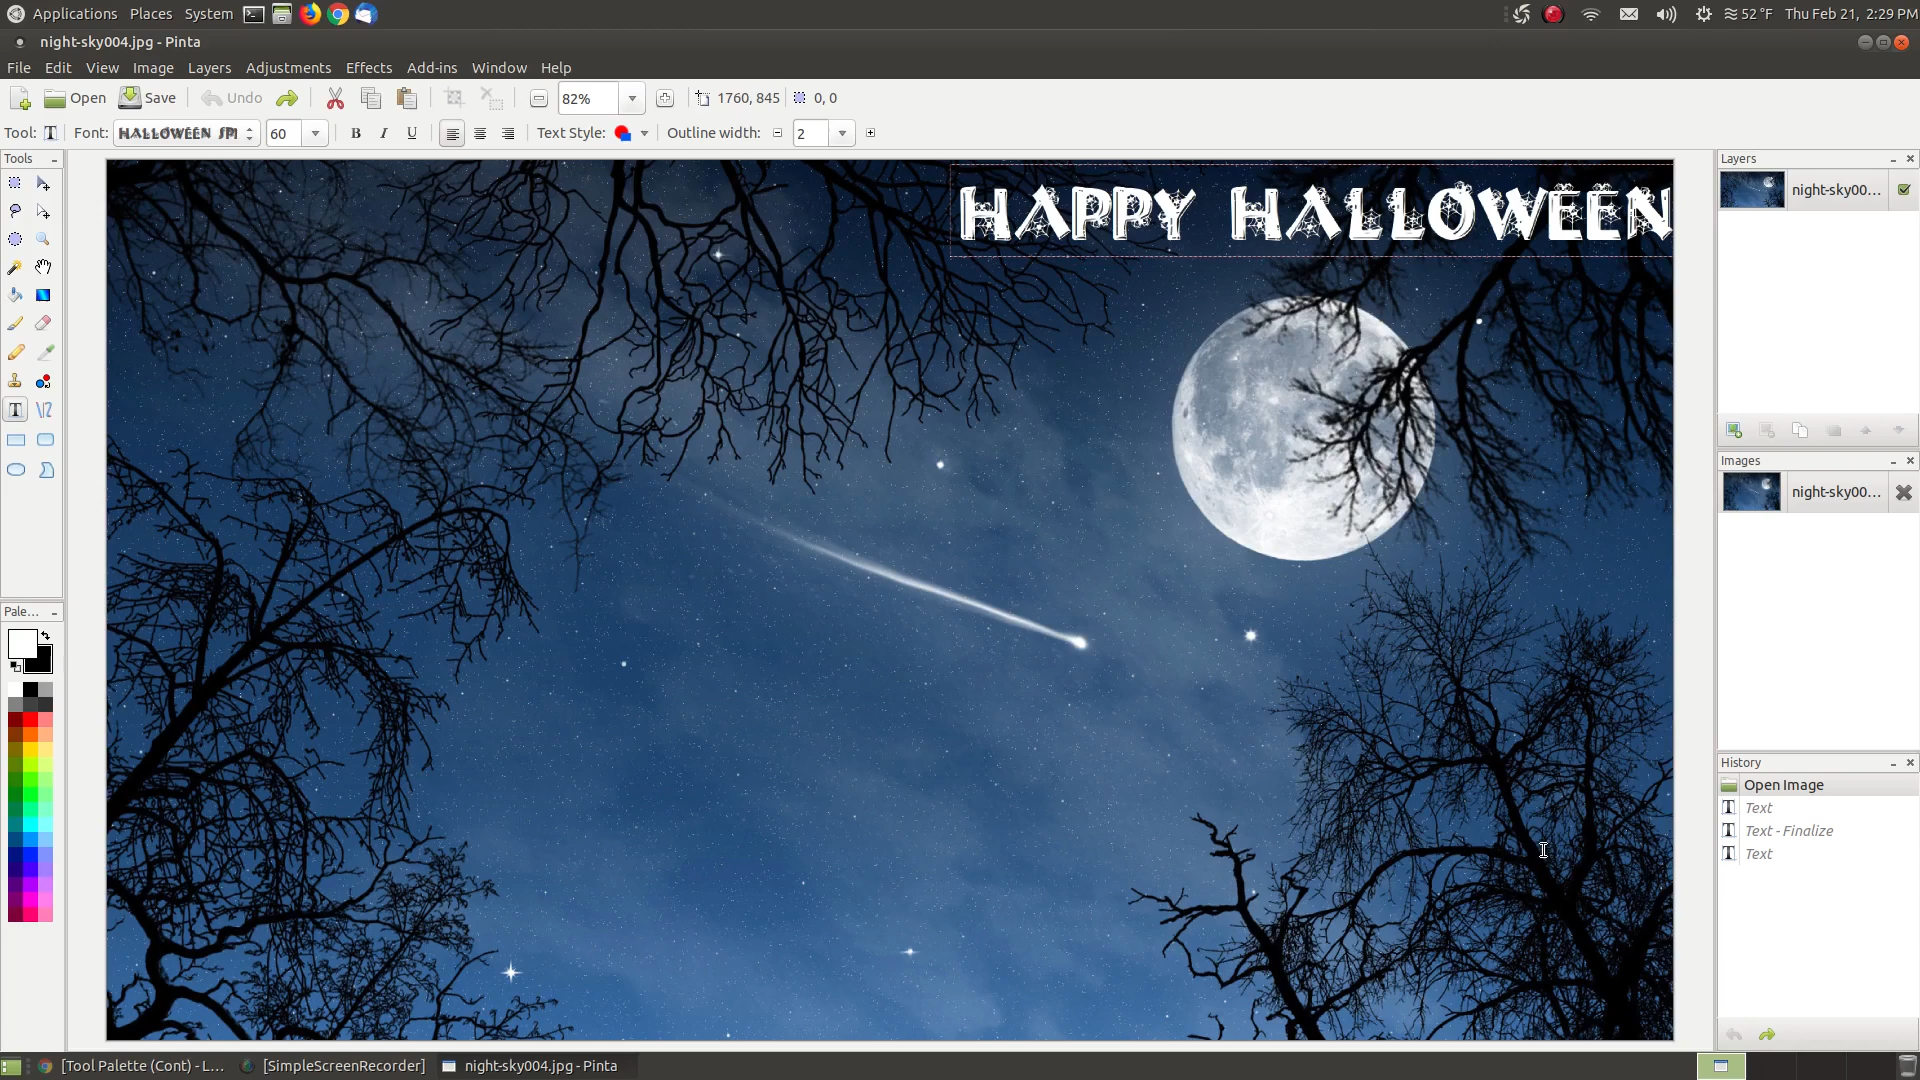 Applications Places System 52 °F Thu Feb 21, 2:29 PM
night-sky004.jpg - Pinta
File Edit View Image Layers Adjustments Effects Add-ins Window Help
Open Save Undo 82% 1760, 845 0, 0
Tool: Font: 60 B I U Text Style: Outline width: 2
Tools
Layers
night-sky00...
HAPPY HALLOWEEN
Images
night-sky00...
Pale...
History
Open Image
Text
Text - Finalize
Text
[Tool Palette (Cont) - L... [SimpleScreenRecorder] night-sky004.jpg - Pinta